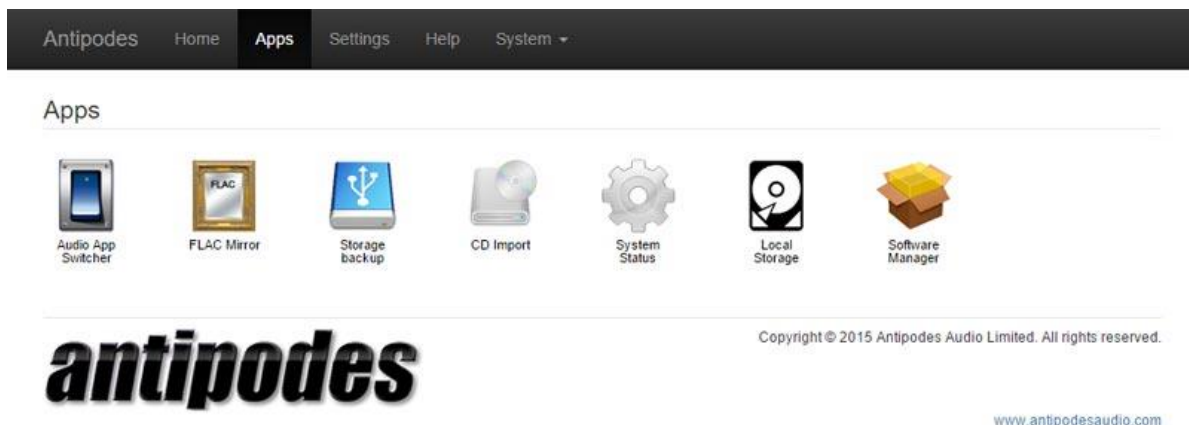 Antipodes Home Apps Settings Help System
Apps
FLAC
Audio App
Switcher
FLAC Mirror
Storage
backup
CD Import
System
Status
Local
Storage
Software
Manager
antipodes
Copyright © 2015 Antipodes Audio Limited. All rights reserved.
www.antipodesaudio.com